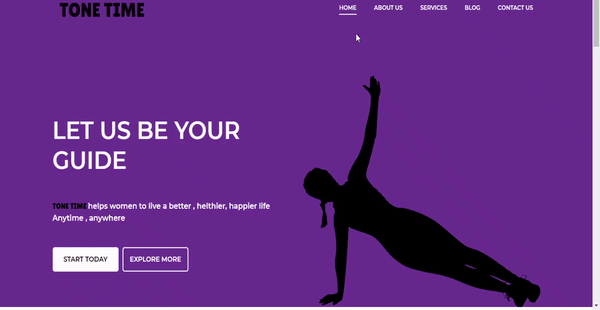 TONE TIME
HOME ABOUT US SERVICES BLOG CONTACT US
LET US BE YOUR
GUIDE
TONE TIME helps women to live a better , helthier, happier life
Anytime , anywhere
START TODAY EXPLORE MORE